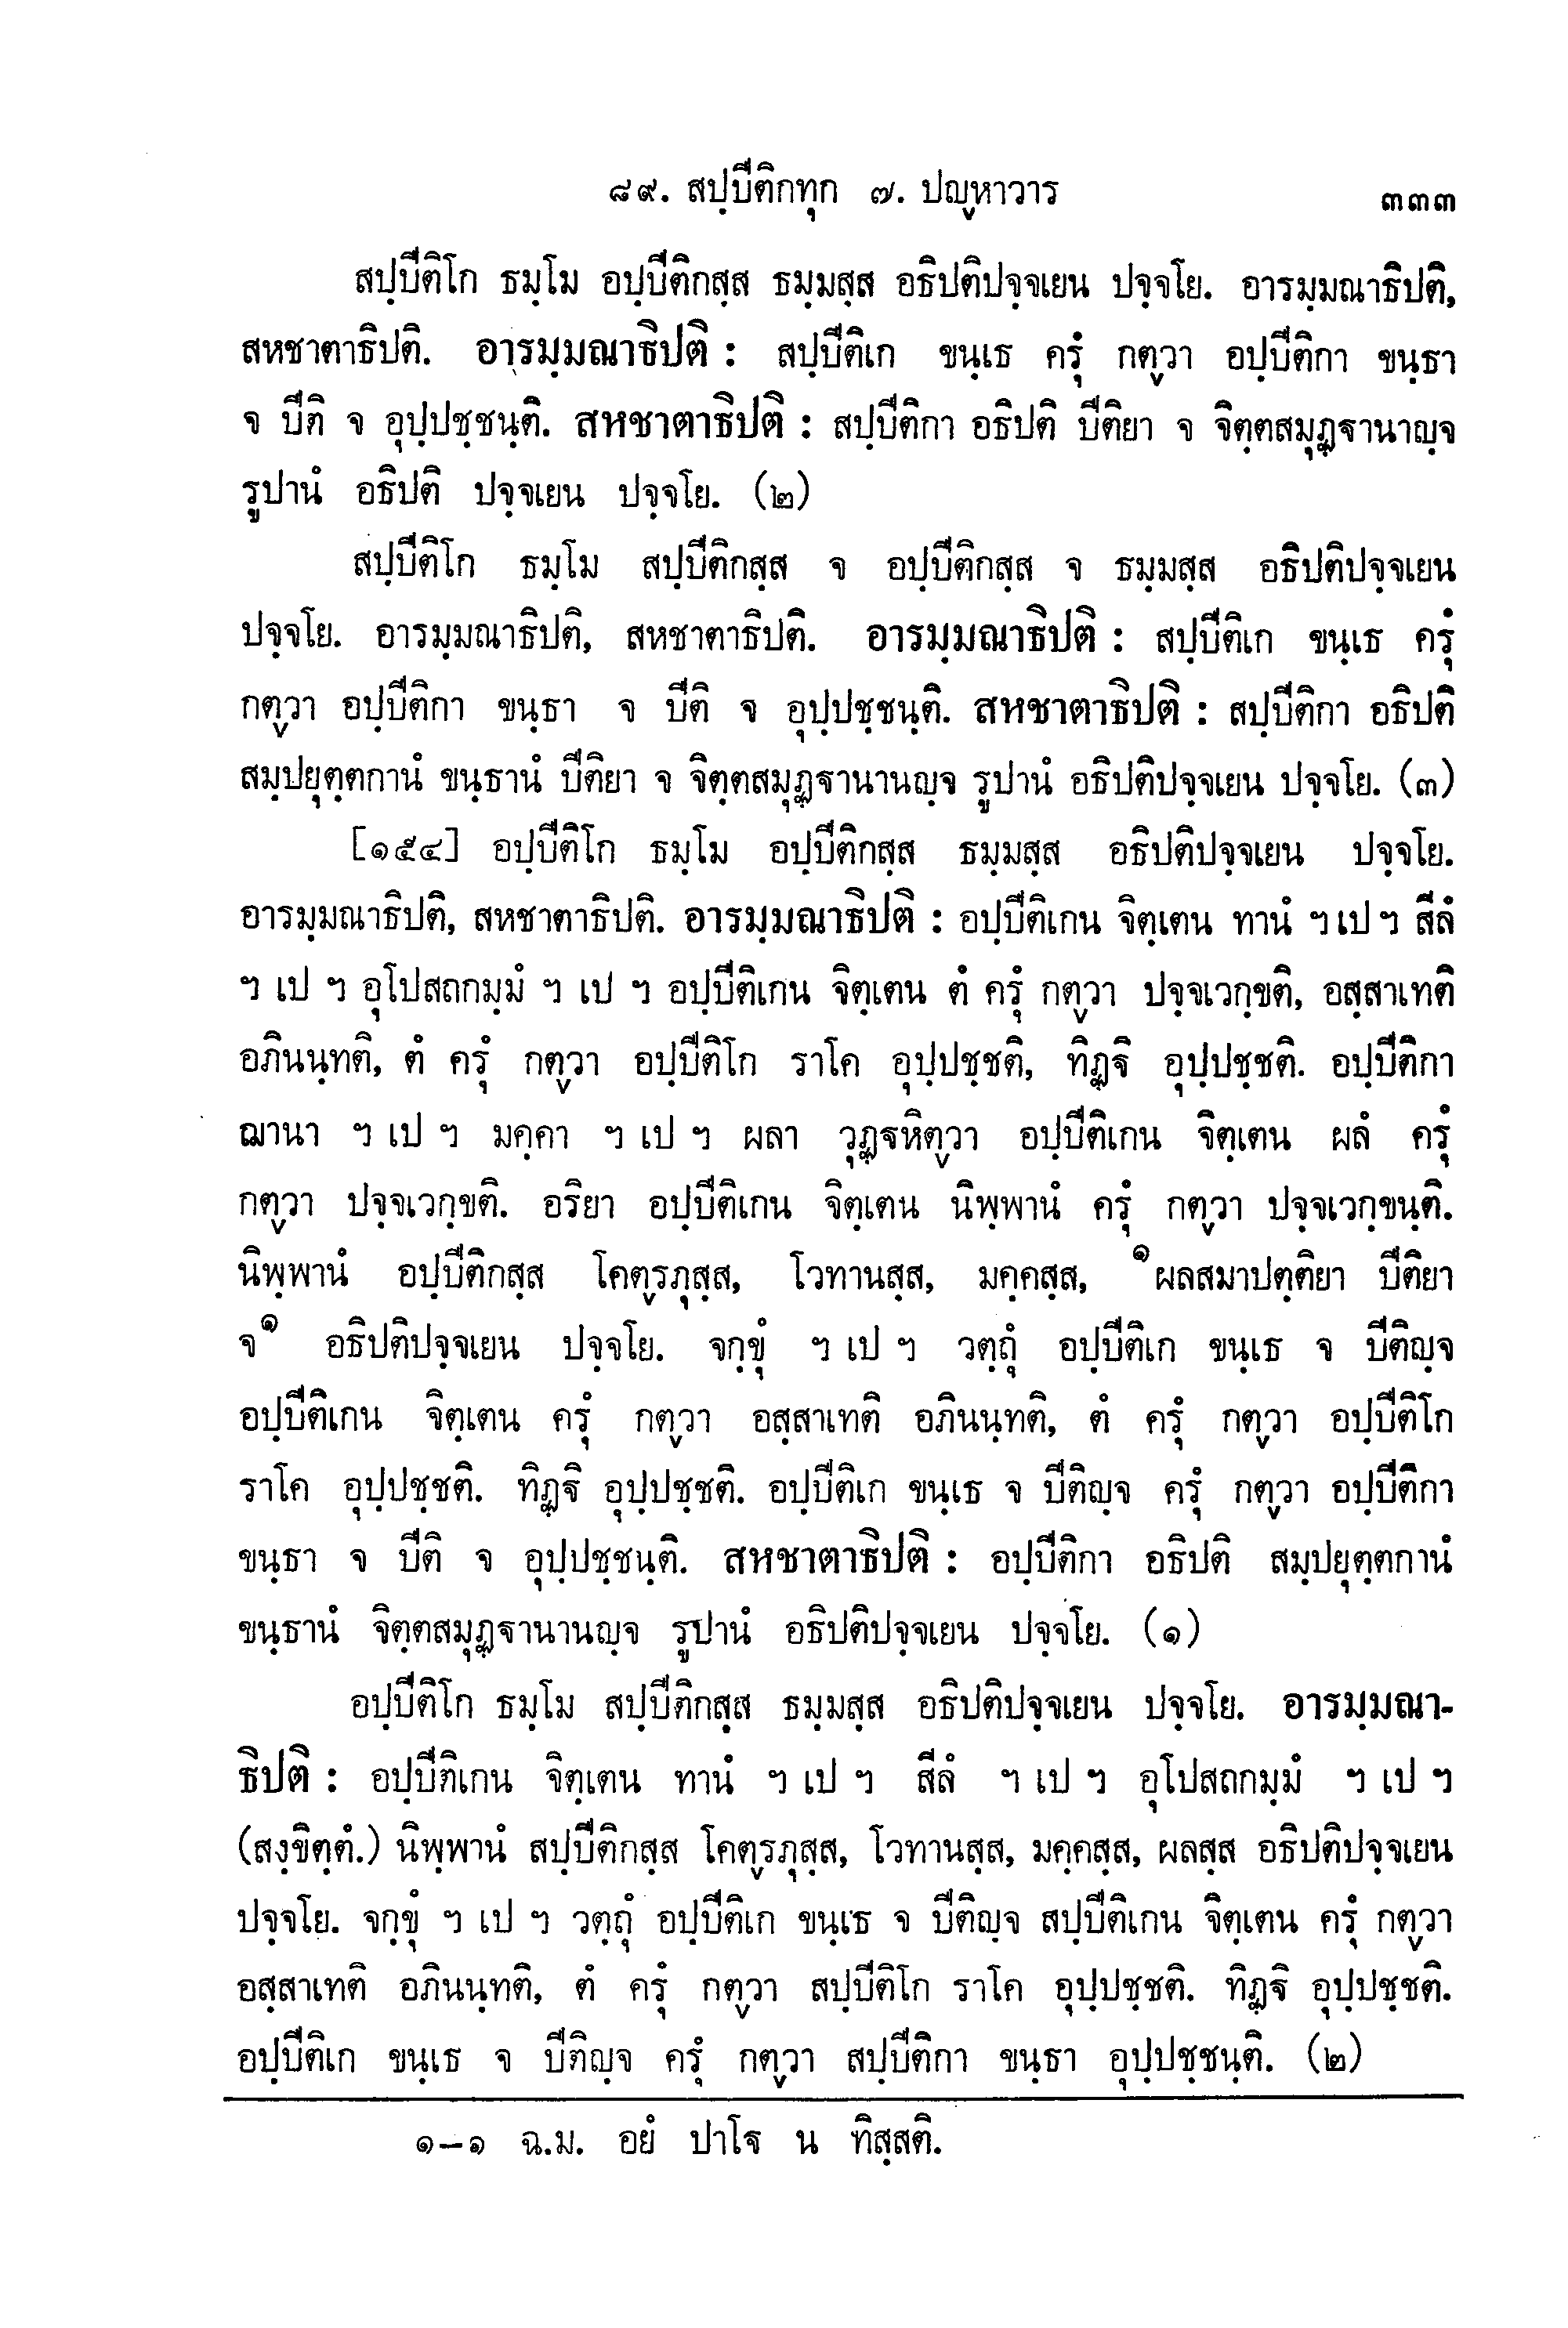 ๘๙. สปฺปีติกทุก ๗. ปญฺหาวาร ๓๓๓
สปฺปีติโก ธมฺโม อปฺปีติกสฺส ธมฺมสฺส อธิปติปจฺจเยน ปจฺจโย. อารมฺมณาธิปติ,
สหชาตาธิปติ. อารมฺมณาธิปติ : สปฺปีติเก ขนฺเธ ครุํ กตฺวา อปฺปีติกา ขนฺธา
จ ปีติ จ อุปฺปชฺชนฺติ. สหชาตาธิปติ : สปฺปีติกา อธิปติ ปีติยา จ จิตฺตสมุฏฺฐานาญฺจ
รูปานํ อธิปติ ปจฺจเยน ปจฺจโย. (๒)
สปฺปีติโก ธมฺโม สปฺปีติกสฺส จ อปฺปีติกสฺส จ ธมฺมสฺส อธิปติปจฺจเยน
ปจฺจโย. อารมฺมณาธิปติ, สหชาตาธิปติ. อารมฺมณาธิปติ : สปฺปีติเก ขนฺเธ ครุํ
กตฺวา อปฺปีติกา ขนฺธา จ ปีติ จ อุปฺปชฺชนฺติ. สหชาตาธิปติ : สปฺปีติกา อธิปติ
สมฺปยุตฺตกานํ ขนฺธานํ ปีติยา จ จิตฺตสมุฏฺฐานานญฺจ รูปานํ อธิปติปจฺจเยน ปจฺจโย. (๓)
[๑๕๔] อปฺปีติโก ธมฺโม อปฺปีติกสฺส ธมฺมสฺส อธิปติปจฺจเยน ปจฺจโย.
อารมฺมณาธิปติ, สหชาตาธิปติ. อารมฺมณาธิปติ : อปฺปีติเกน จิตฺเตน ทานํ ฯ เป ฯ สีลํ
ฯ เป ฯ อุโปสถกมฺมํ ฯ เป ฯ อปฺปีติเกน จิตฺเตน ตํ ครุํ กตฺวา ปจฺจเวกฺขติ, อสฺสาเทติ
อภินนฺทติ, ตํ ครุํ กตฺวา อปฺปีติโก ราโค อุปฺปชฺชติ, ทิฏฺฐิ อุปฺปชฺชติ. อปฺปีติกา
ฌานา ฯ เป ฯ มคฺคา ฯ เป ฯ ผลา วุฏฺฐหิตฺวา อปฺปีติเกน จิตฺเตน ผลํ ครุํ
กตฺวา ปจฺจเวกฺขติ. อริยา อปฺปีติเกน จิตฺเตน นิพฺพานํ ครุํ กตฺวา ปจฺจเวกฺขนฺติ.
นิพฺพานํ อปฺปีติกสฺส โคตฺรภุสฺส, โวทานสฺส, มคฺคสฺส, ๑ผลสมาปตฺติยา ปีติยา
จ๑ อธิปติปจฺจเยน ปจฺจโย. จกฺขุํ ฯ เป ฯ วตฺถุํ อปฺปีติเก ขนฺเธ จ ปีติญฺจ
อปฺปีติเกน จิตฺเตน ครุํ กตฺวา อสฺสาเทติ อภินนฺทติ, ตํ ครุํ กตฺวา อปฺปีติโก
ราโค อุปฺปชฺชติ. ทิฏฺฐิ อุปฺปชฺชติ. อปฺปีติเก ขนฺเธ จ ปีติญฺจ ครุํ กตฺวา อปฺปีติกา
ขนฺธา จ ปีติ จ อุปฺปชฺชนฺติ. สหชาตาธิปติ : อปฺปีติกา อธิปติ สมฺปยุตฺตกานํ
ขนฺธานํ จิตฺตสมุฏฺฐานานญฺจ รูปานํ อธิปติปจฺจเยน ปจฺจโย. (๑)
อปฺปีติโก ธมฺโม สปฺปีติกสฺส ธมฺมสฺส อธิปติปจฺจเยน ปจฺจโย. อารมฺมณา-
ธิปติ : อปฺปีติเกน จิตฺเตน ทานํ ฯ เป ฯ สีลํ ฯ เป ฯ อุโปสถกมฺมํ ฯ เป ฯ
(สงฺขิตฺตํ.) นิพฺพานํ สปฺปีติกสฺส โคตฺรภุสฺส, โวทานสฺส, มคฺคสฺส, ผลสฺส อธิปติปจฺจเยน
ปจฺจโย. จกฺขุํ ฯ เป ฯ วตฺถุํ อปฺปีติเก ขนฺเธ จ ปีติญฺจ สปฺปีติเกน จิตฺเตน ครุํ กตฺวา
อสฺสาเทติ อภินนฺทติ, ตํ ครุํ กตฺวา สปฺปีติโก ราโค อุปฺปชฺชติ. ทิฏฺฐิ อุปฺปชฺชติ.
อปฺปีติเก ขนฺเธ จ ปีติญฺจ ครุํ กตฺวา สปฺปีติกา ขนฺธา อุปฺปชฺชนฺติ. (๒)
๑–๑ ฉ.ม. อยํ ปาโฐ น ทิสฺสติ.